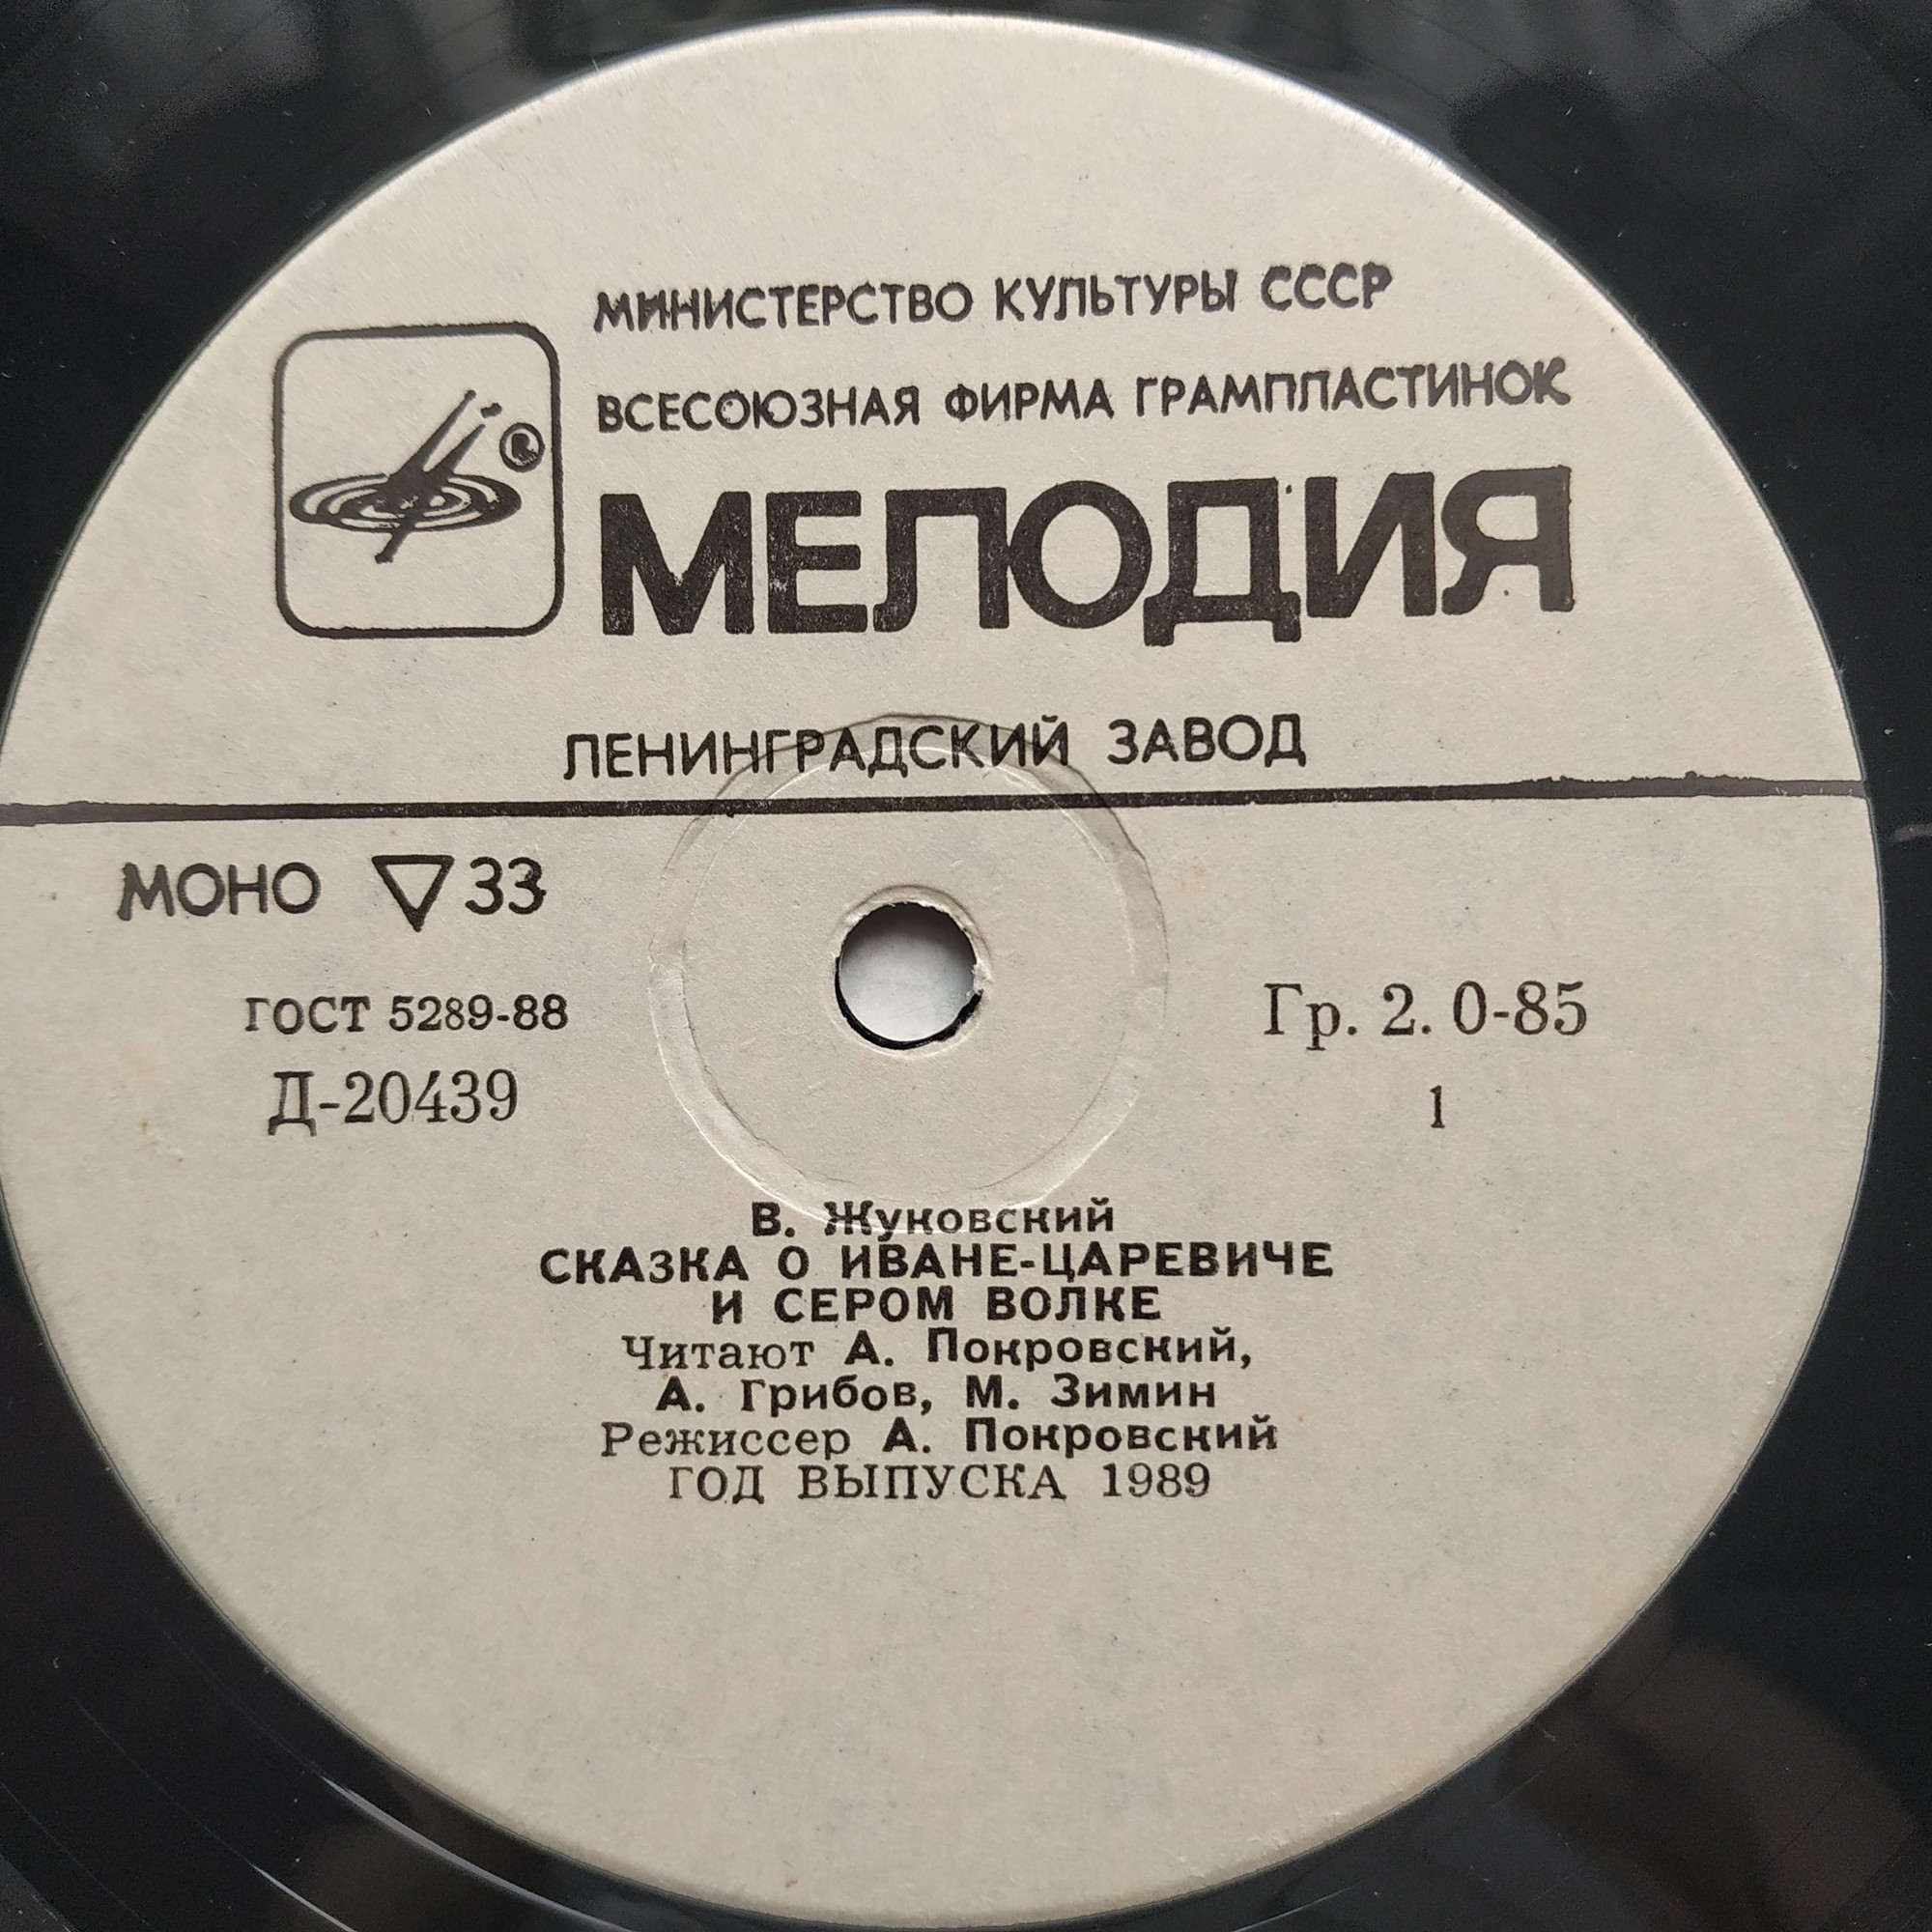 МИНИСТЕРСТВО КУЛЬТУРЫ СССР
ВСЕСОЮЗНАЯ ФИРМА ГРАМПЛАСТИНОК
®
МЕЛОДИЯ
ЛЕНИНГРАДСКИЙ ЗАВОД
МОНО ▽ 33
ГОСТ 5289-88
Д-20439
Гр. 2. 0-85
1
В. Жуковский
СКАЗКА О ИВАНЕ-ЦАРЕВИЧЕ
И СЕРОМ ВОЛКЕ
Читают А. Покровский,
А. Грибов, М. Зимин
Режиссер А. Покровский
ГОД ВЫПУСКА 1989